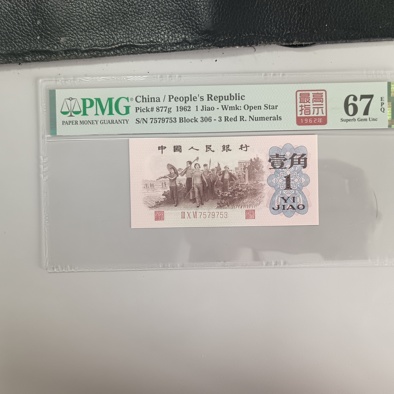 PMG
PAPER MONEY GUARANTY
China / People's Republic
Pick# 877g 1962 1 Jiao - Wmk: Open Star
S/N 7579753 Block 306 - 3 Red R. Numerals
最高
指示
67 EPQ
Superb Gem Unc
中國人民銀行
壹角
1
YI
JIAO
7579753